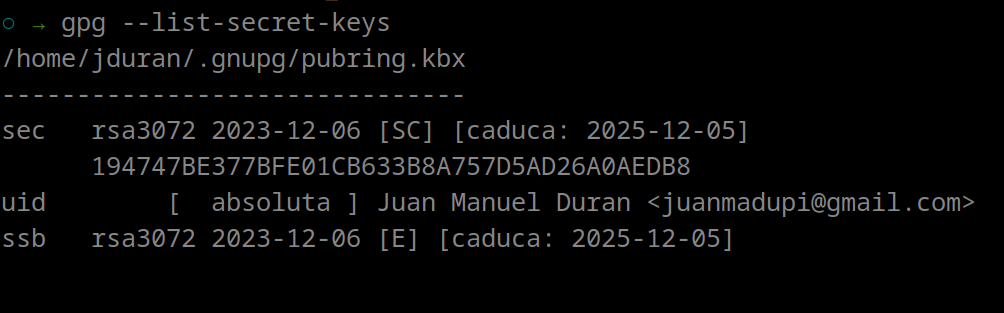 ○ → gpg --list-secret-keys
/home/jduran/.gnupg/pubring.kbx
-------------------------------
sec   rsa3072 2023-12-06 [SC] [caduca: 2025-12-05]
      194747BE377BFE01CB633B8A757D5AD26A0AEDB8
uid        [  absoluta ] Juan Manuel Duran <juanmadupi@gmail.com>
ssb   rsa3072 2023-12-06 [E] [caduca: 2025-12-05]